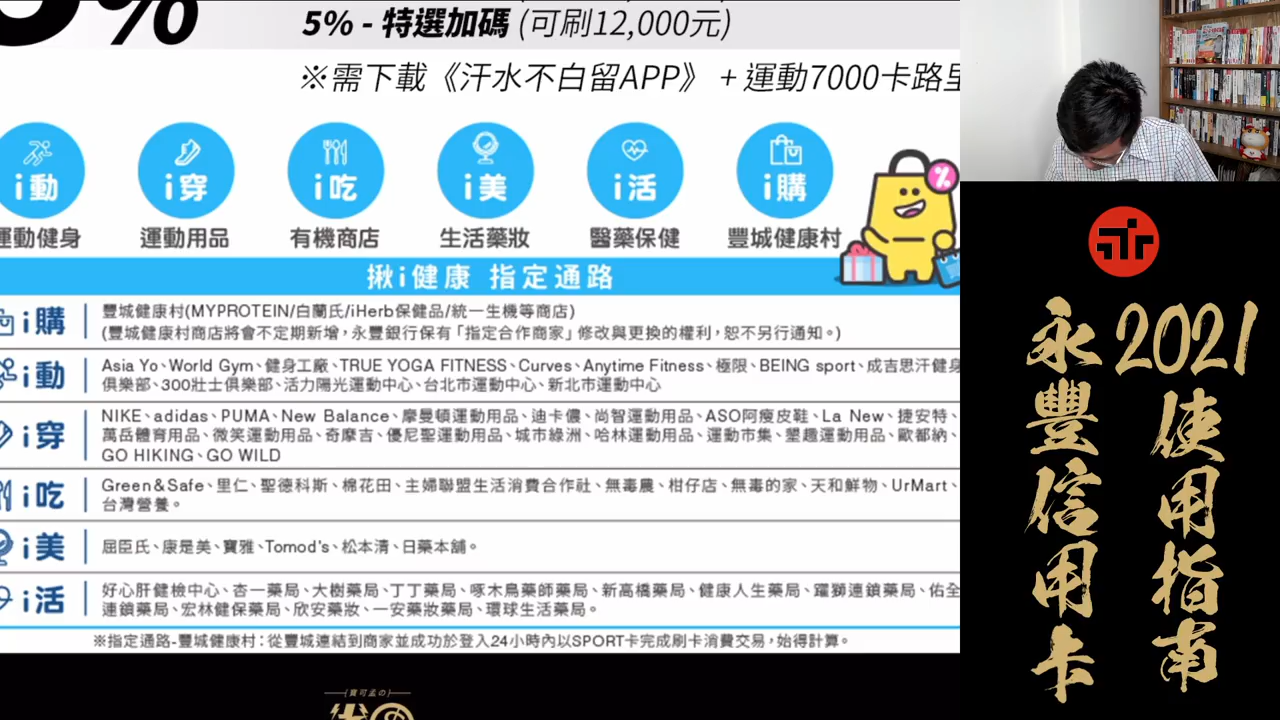 5% - 特選加碼 (可刷12,000元)
※需下載《汗水不白留APP》 + 運動7000卡路里
i動
i穿
i吃
i美
i活
i購
%
運動健身
運動用品
有機商店
生活藥妝
醫藥保健
豐城健康村
揪i健康 指定通路
i購
豐城健康村(MYPROTEIN/白蘭氏/iHerb保健品/統一生機等商店)
(豐城健康村商店將會不定期新增,永豐銀行保有「指定合作商家」修改與更換的權利,恕不另行通知。)
i動
Asia Yo、World Gym、健身工廠、TRUE YOGA FITNESS、Curves、Anytime Fitness、極限、BEING sport、成吉思汗健身
俱樂部、300壯士俱樂部、活力陽光運動中心、台北市運動中心、新北市運動中心
i穿
NIKE、adidas、PUMA、New Balance、摩曼頓運動用品、迪卡儂、尚智運動用品、ASO阿瘦皮鞋、La New、捷安特、
萬岳體育用品、微笑運動用品、奇摩吉、優尼聖運動用品、城市綠洲、哈林運動用品、運動市集、墾趣運動用品、歐都納、
GO HIKING、GO WILD
i吃
Green&Safe、里仁、聖德科斯、棉花田、主婦聯盟生活消費合作社、無毒農、柑仔店、無毒的家、天和鮮物、UrMart、
台灣營養。
i美
屈臣氏、康是美、寶雅、Tomod's、松本清、日藥本舖。
i活
好心肝健檢中心、杏一藥局、大樹藥局、丁丁藥局、啄木鳥藥師藥局、新高橋藥局、健康人生藥局、躍獅連鎖藥局、佑全
連鎖藥局、宏林健保藥局、欣安藥妝、一安藥妝藥局、環球生活藥局。
※指定通路-豐城健康村:從豐城連結到商家並成功於登入24小時內以SPORT卡完成刷卡消費交易,始得計算。
寶可孟の
2021
使用指南
永豐信用卡